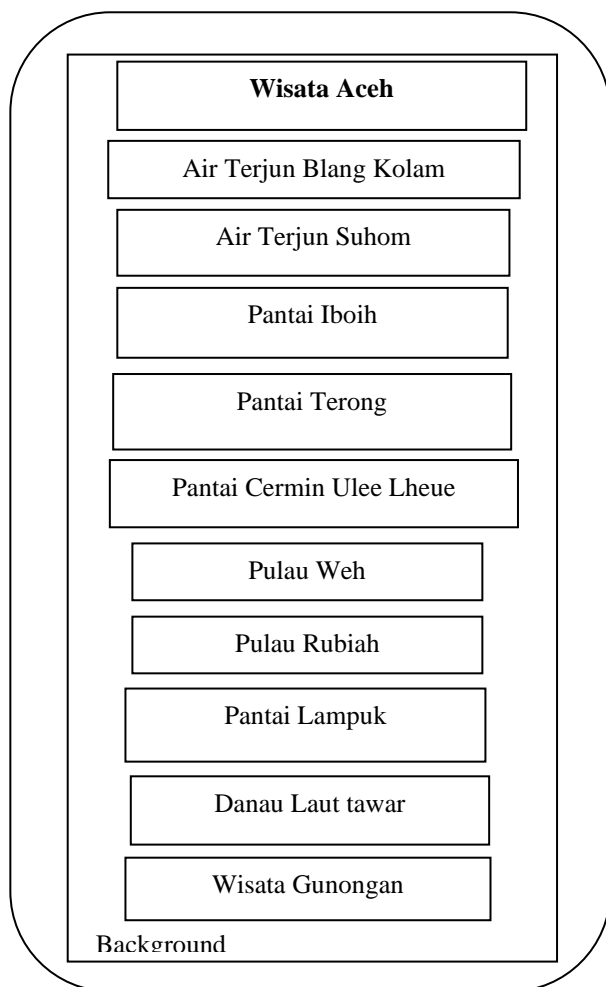 Wisata Aceh
Air Terjun Blang Kolam
Air Terjun Suhom
Pantai Iboih
Pantai Terong
Pantai Cermin Ulee Lheue
Pulau Weh
Pulau Rubiah
Pantai Lampuk
Danau Laut tawar
Wisata Gunongan
Background